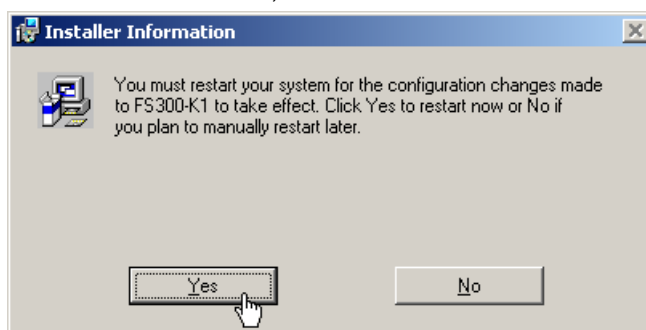 Installer Information
You must restart your system for the configuration changes made
to FS300-K1 to take effect. Click Yes to restart now or No if
you plan to manually restart later.
Yes
No